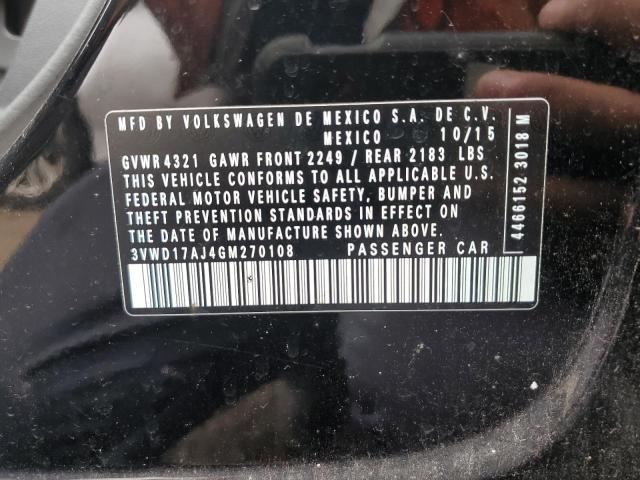 MFD BY VOLKSWAGEN DE MEXICO S.A. DE C.V.
MEXICO 10/15
GVWR 4321 GAWR FRONT 2249 / REAR 2183 LBS
THIS VEHICLE CONFORMS TO ALL APPLICABLE U.S.
FEDERAL MOTOR VEHICLE SAFETY, BUMPER AND
THEFT PREVENTION STANDARDS IN EFFECT ON
THE DATE OF MANUFACTURE SHOWN ABOVE.
3VWD17AJ4GM270108 PASSENGER CAR
4466152 3018 M